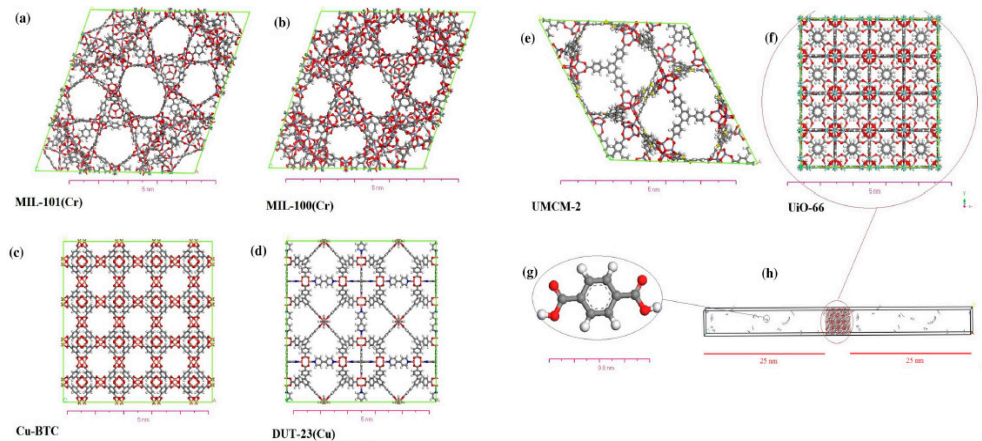 (a)
(b)
5 nm
MIL-101(Cr)
5 nm
MIL-100(Cr)
(c)
(d)
5 nm
Cu-BTC
5 nm
DUT-23(Cu)
(e)
(f)
5 nm
UMCM-2
5 nm
UiO-66
(g)
(h)
25 nm
25 nm